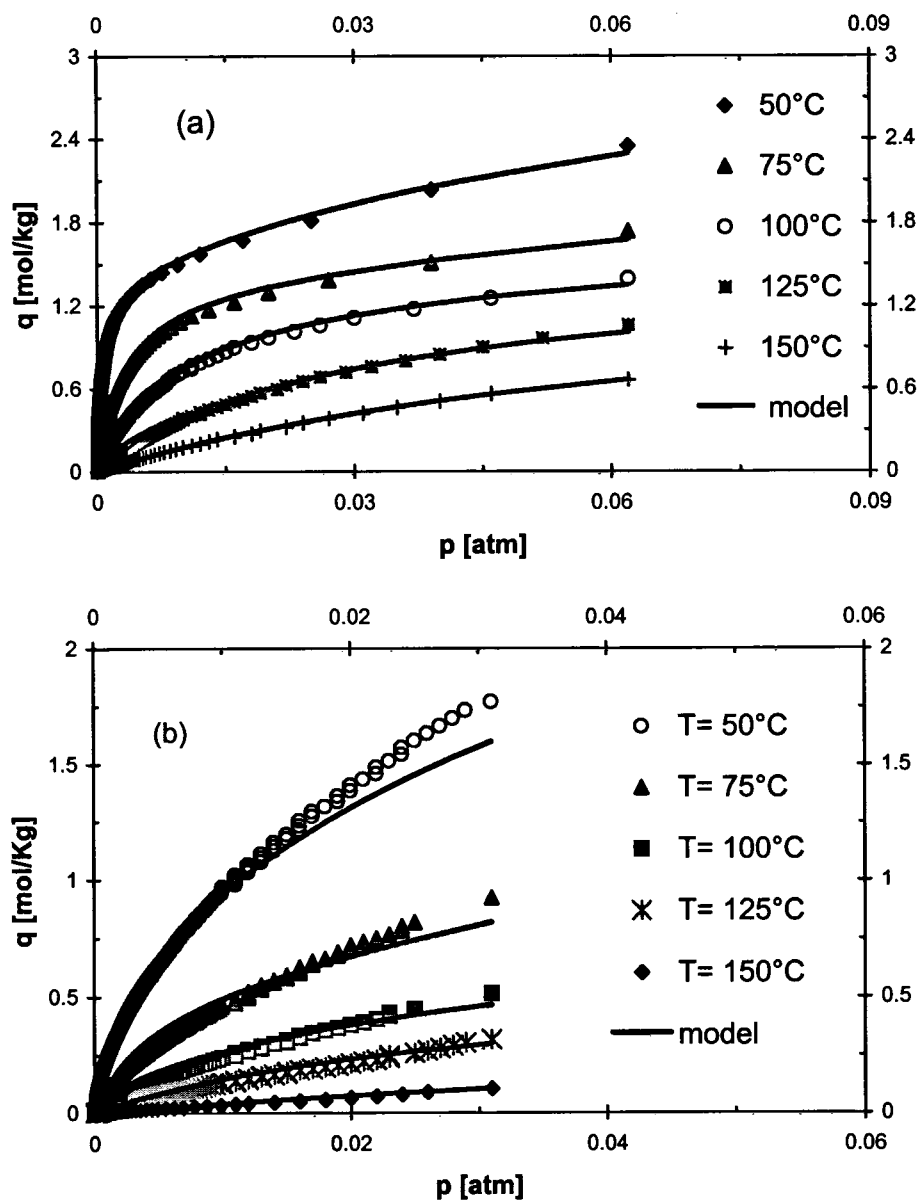 0 0.03 0.06 0.09
3 3
(a)
50°C
2.4 2.4
75°C
1.8 1.8
100°C
q [mol/kg]
1.2 125°C 1.2
150°C
0.6 0.6
model
0 0
0 0.03 0.06 0.09
p [atm]
0 0.02 0.04 0.06
2 2
(b)
T= 50°C
1.5 1.5
T= 75°C
T= 100°C
q [mol/Kg]
1 1
T= 125°C
T= 150°C
0.5 0.5
model
0 0
0 0.02 0.04 0.06
p [atm]